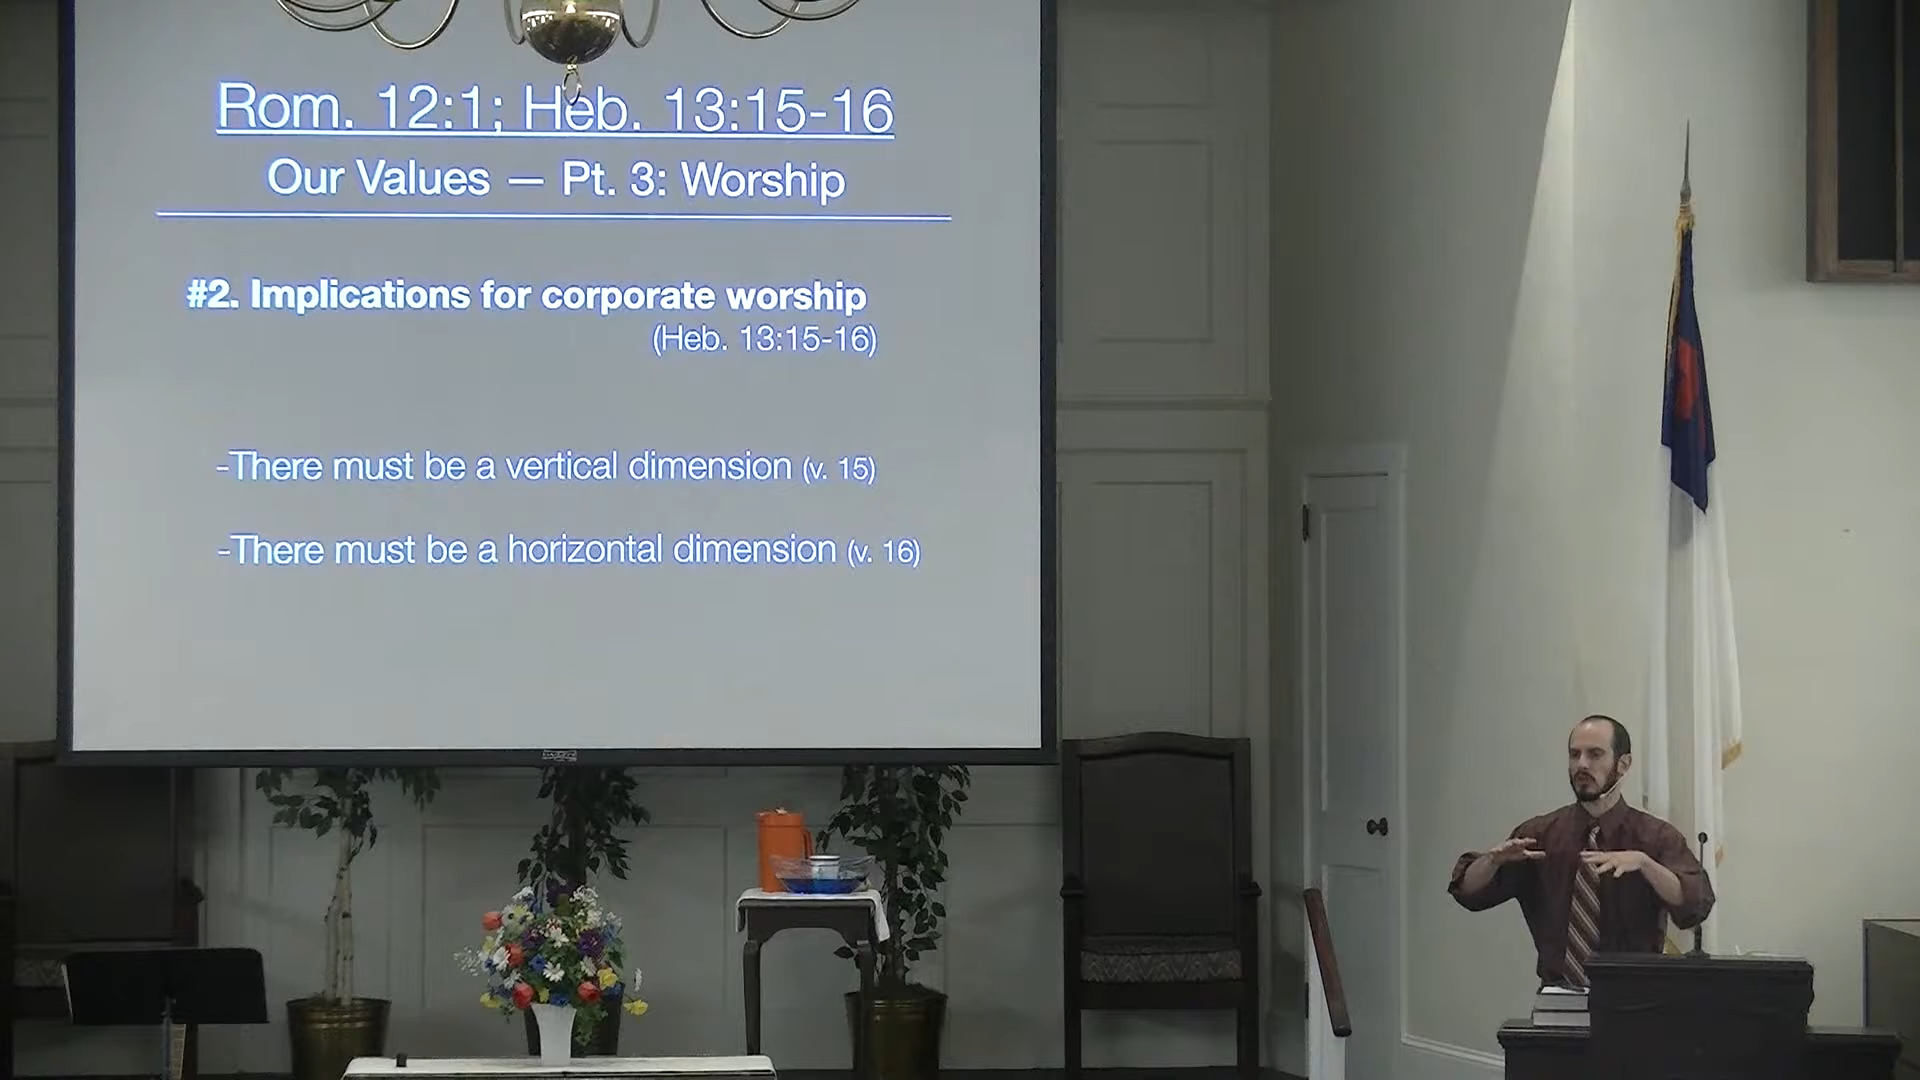 Rom. 12:1; Heb. 13:15-16
Our Values — Pt. 3: Worship
#2. Implications for corporate worship
(Heb. 13:15-16)
-There must be a vertical dimension (v. 15)
-There must be a horizontal dimension (v. 16)